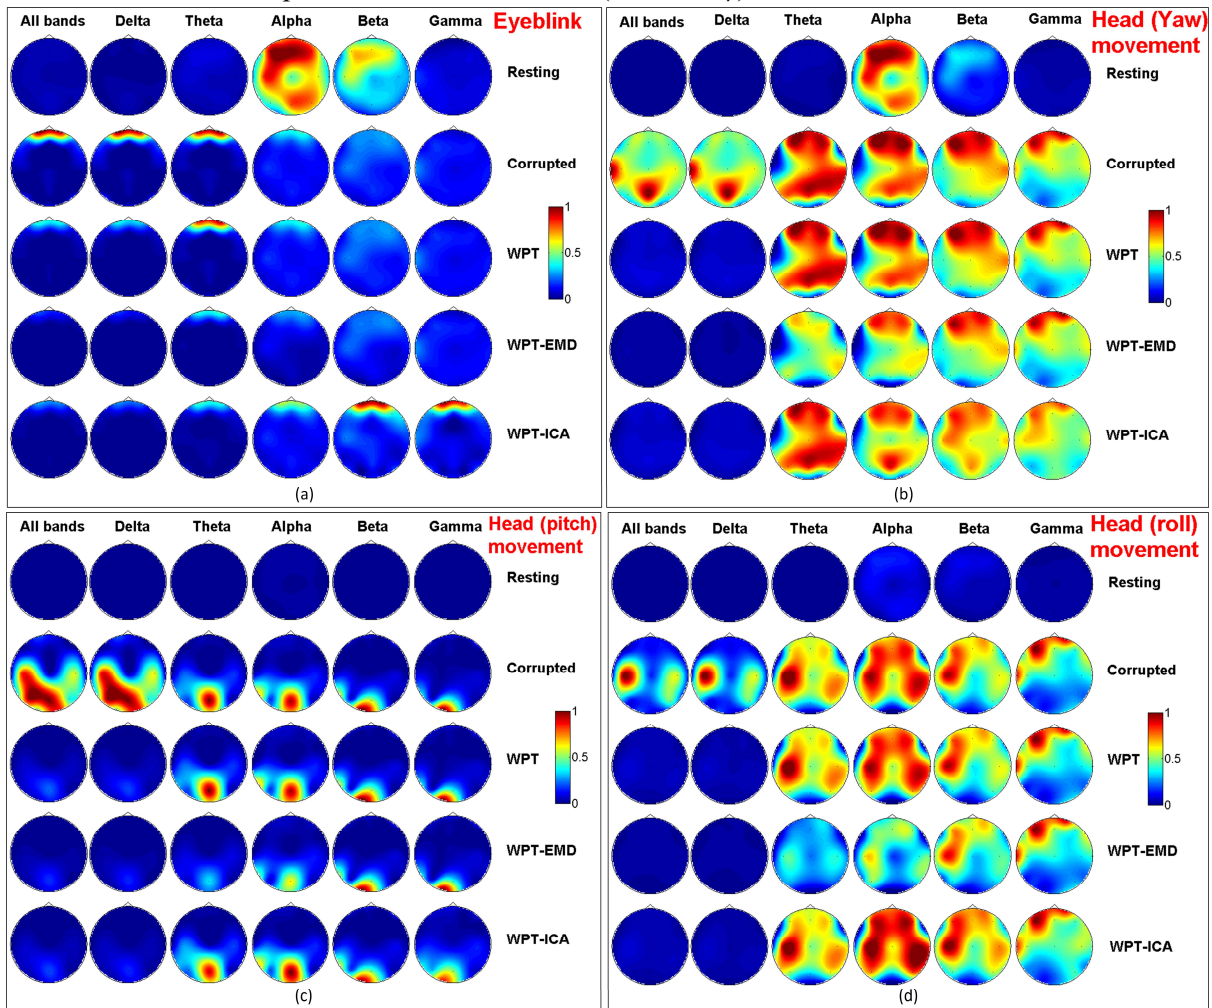 All bands Delta Theta Alpha Beta Gamma Eyeblink
Resting
Corrupted
WPT
WPT-EMD
WPT-ICA
1
0.5
0
(a)
All bands Delta Theta Alpha Beta Gamma Head (Yaw)
movement
Resting
Corrupted
WPT
WPT-EMD
WPT-ICA
1
0.5
0
(b)
All bands Delta Theta Alpha Beta Gamma Head (pitch)
movement
Resting
Corrupted
WPT
WPT-EMD
WPT-ICA
1
0.5
0
(c)
All bands Delta Theta Alpha Beta Gamma Head (roll)
movement
Resting
Corrupted
WPT
WPT-EMD
WPT-ICA
1
0.5
0
(d)